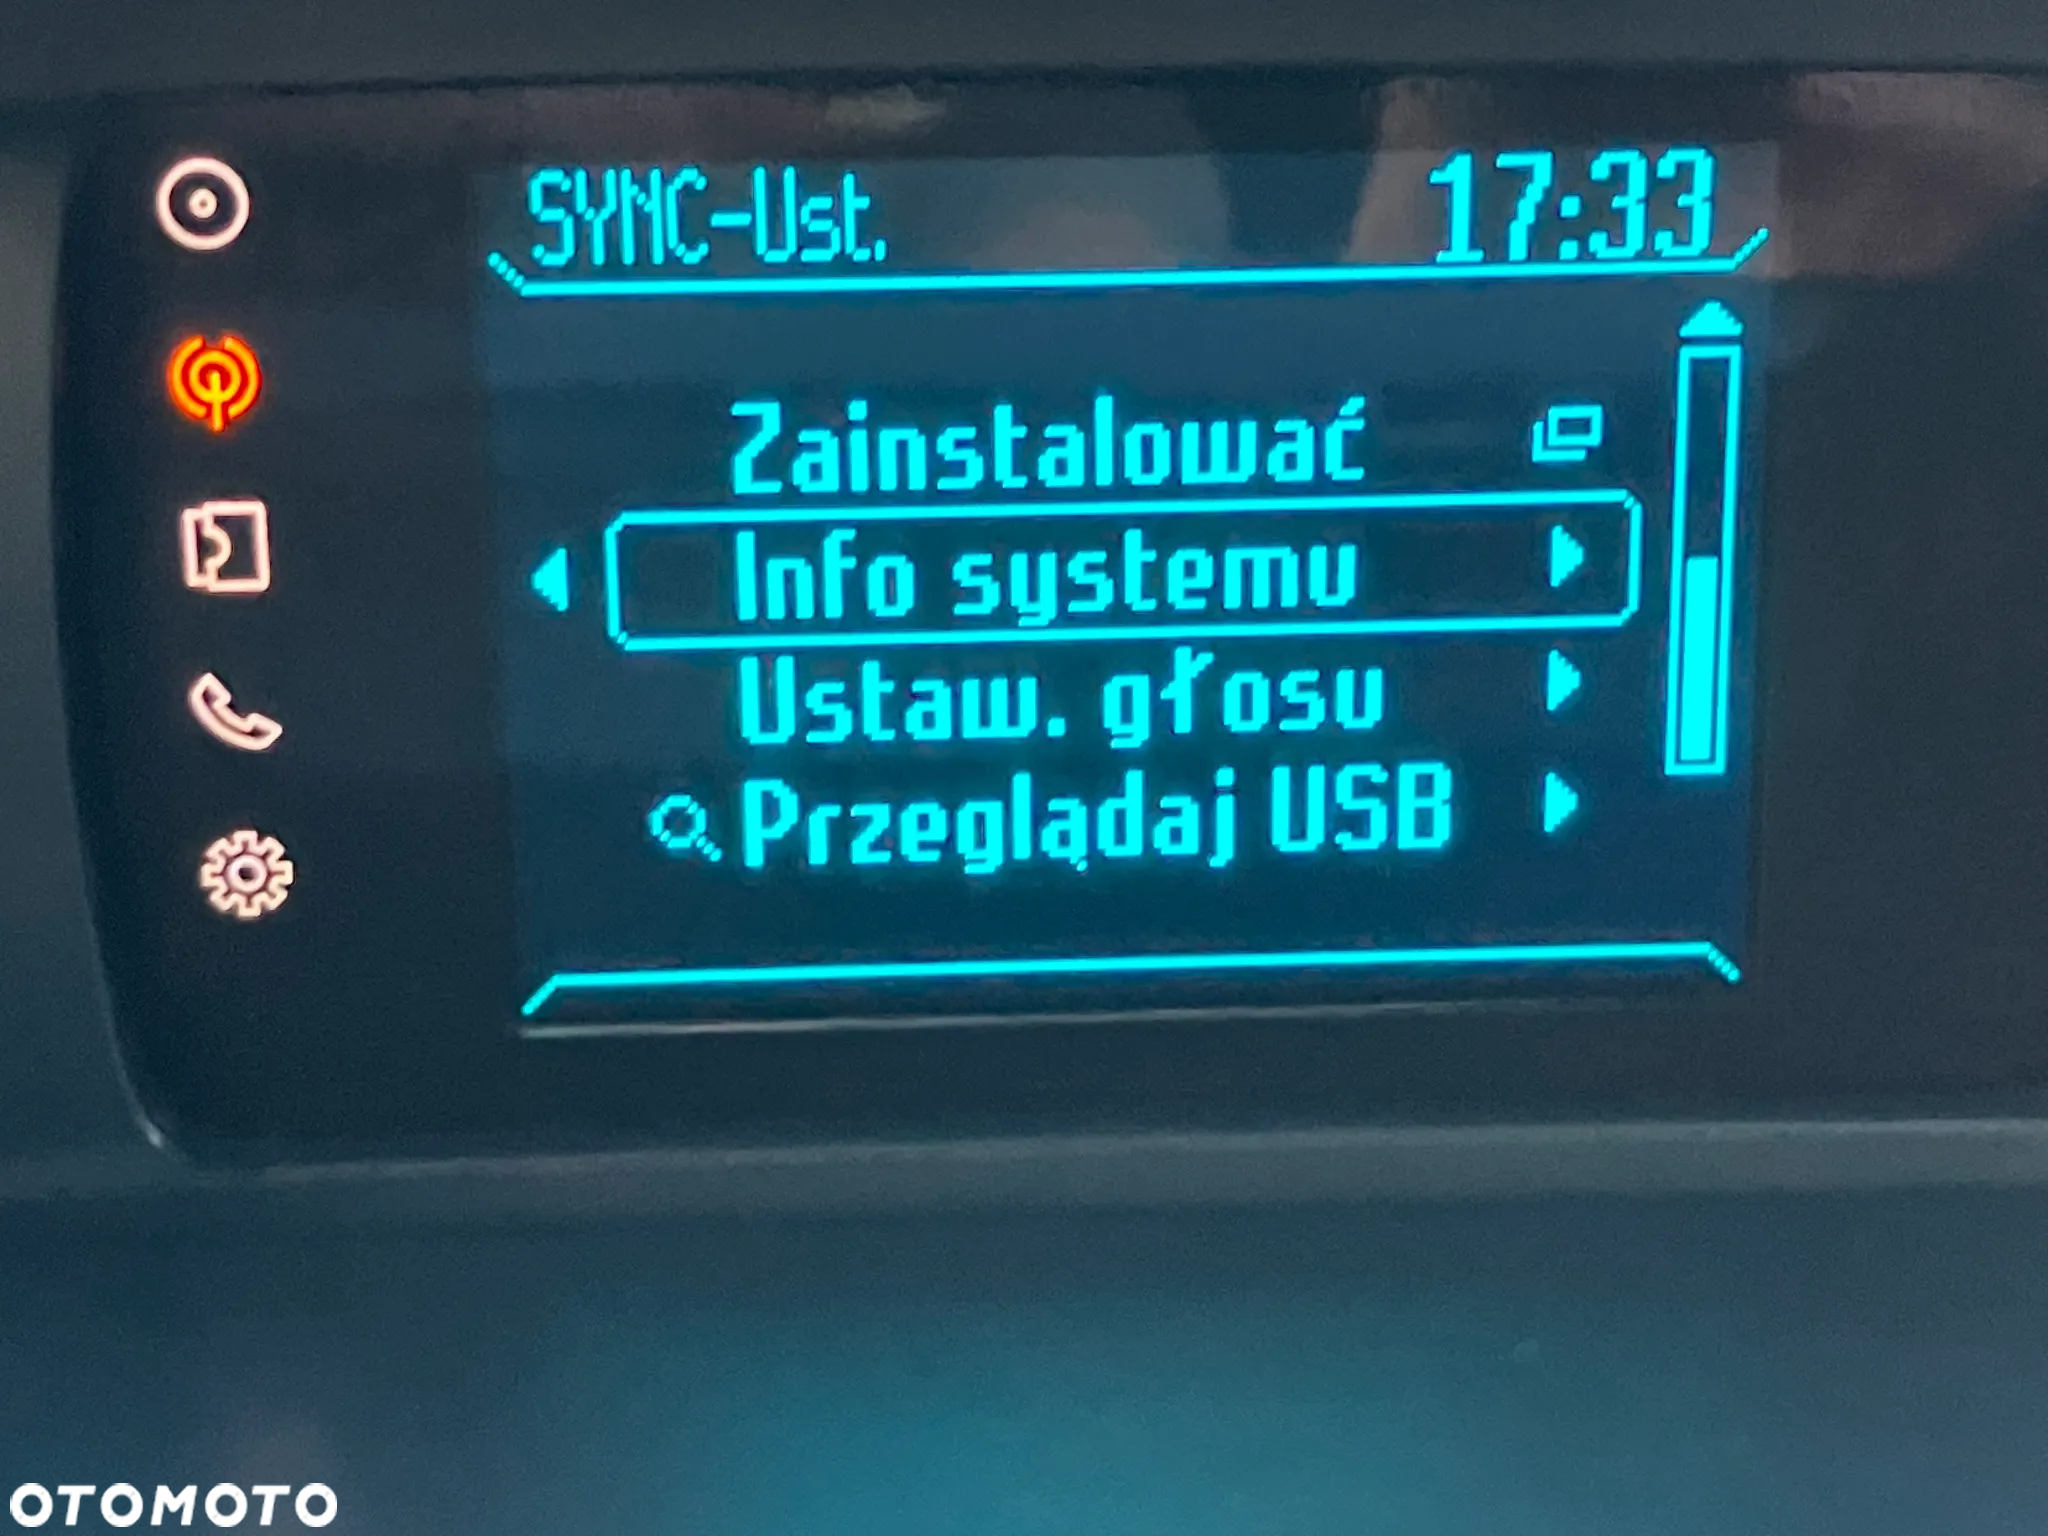 SYNC-Ust. 17:33
Zainstalować
Info systemu
Ustaw. głosu
Przeglądaj USB
OTOMOTO